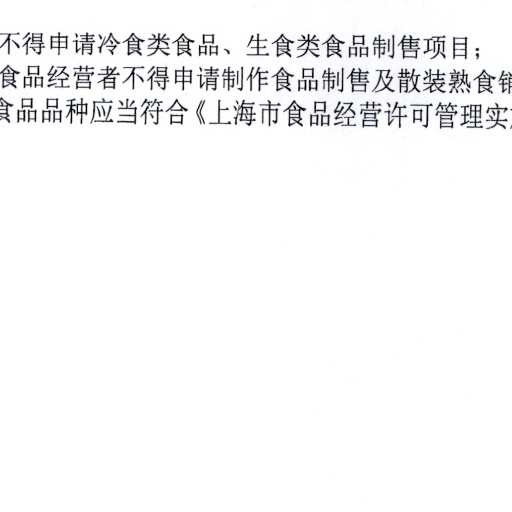 不得申请冷食类食品、生食类食品制售项目；
食品经营者不得申请制作食品制售及散装熟食销
食品品种应当符合《上海市食品经营许可管理实